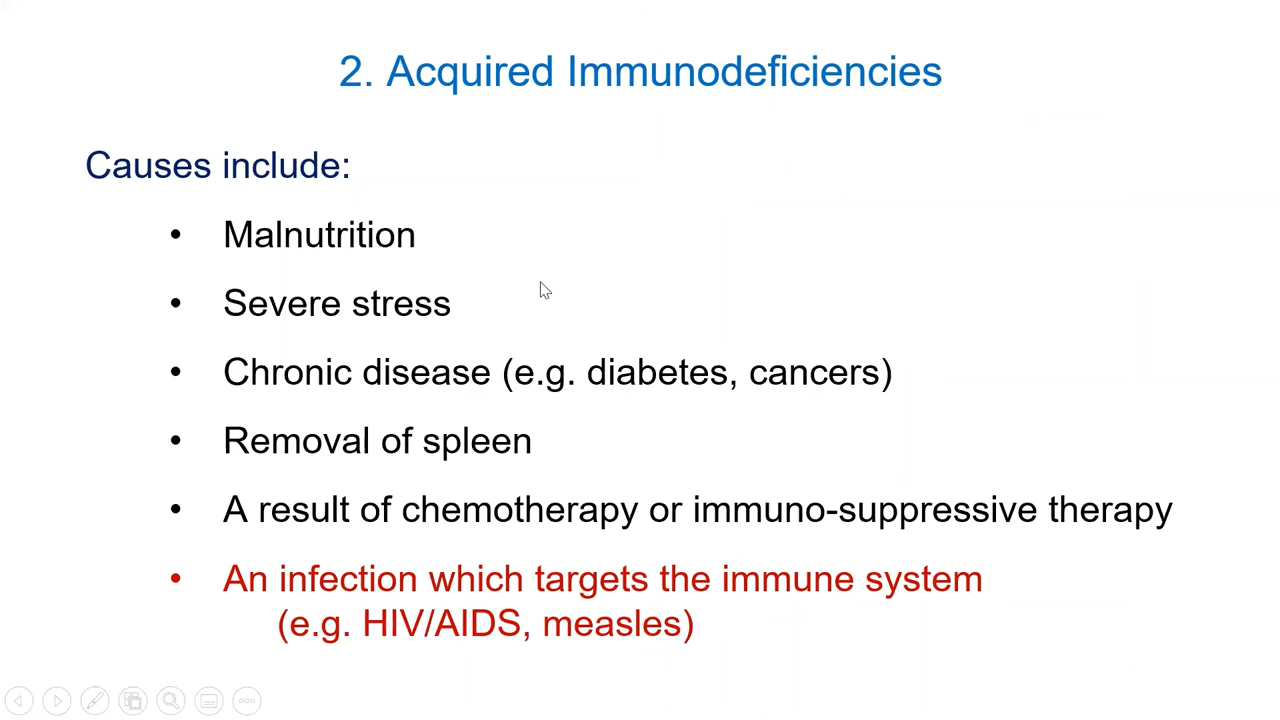 2. Acquired Immunodeficiencies
Causes include:
• Malnutrition
• Severe stress
• Chronic disease (e.g. diabetes, cancers)
• Removal of spleen
• A result of chemotherapy or immuno-suppressive therapy
• An infection which targets the immune system
(e.g. HIV/AIDS, measles)